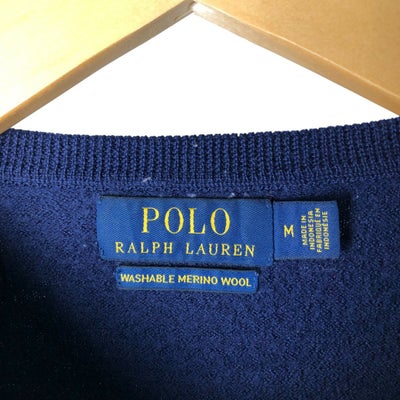 POLO
RALPH LAUREN
WASHABLE MERINO WOOL
M
MADE IN
INDONESIA
FABRIQUÉ EN
INDONÉSIE